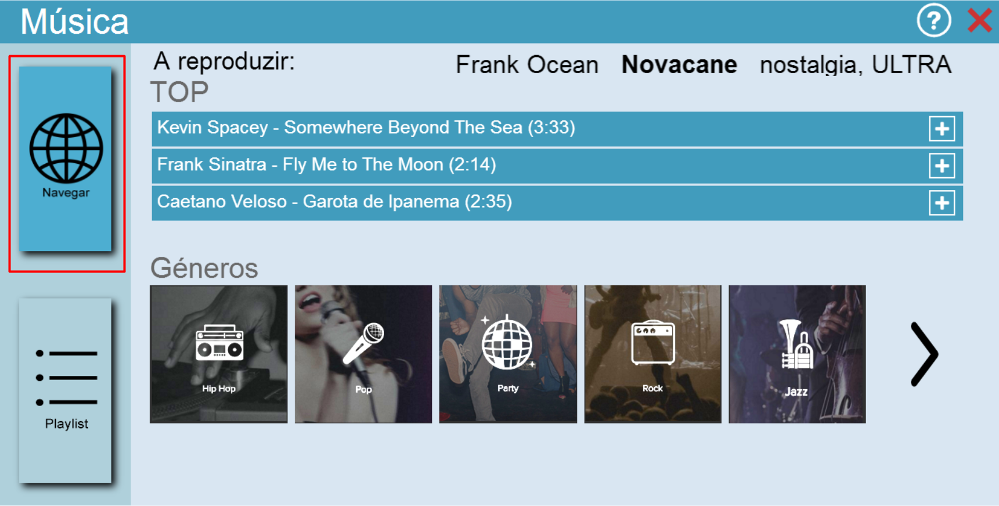 Música
?
A reproduzir: Frank Ocean Novacane nostalgia, ULTRA
TOP
Kevin Spacey - Somewhere Beyond The Sea (3:33)
Frank Sinatra - Fly Me to The Moon (2:14)
Caetano Veloso - Garota de Ipanema (2:35)
Navegar
Géneros
Hip Hop
Pop
Party
Rock
Jazz
Playlist